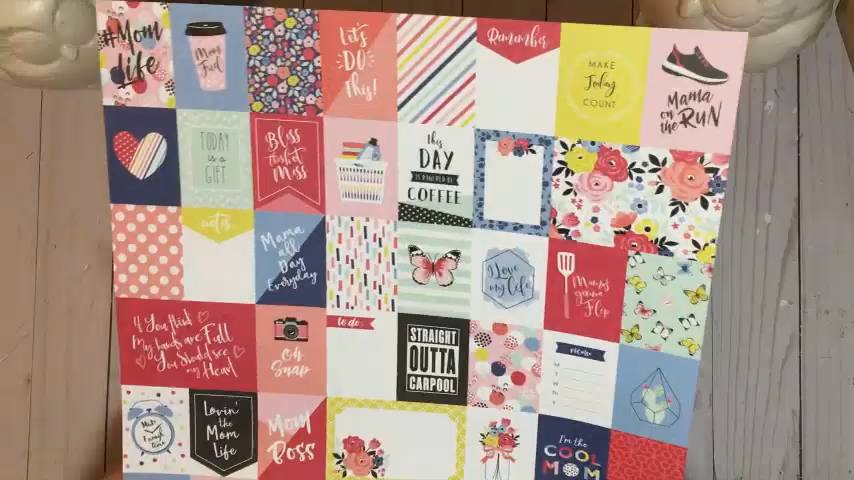 #Mom
Life
Mom
Fuel
Let's
DO
This!
Remember
MAKE
Today
COUNT
Mama
on
the RUN
TODAY
is a
GIFT
Bless
this
Mess
This
DAY
IS POWERED BY
COFFEE
notes
Mama
all
Day
Everyday
I Love
my life
Mama's
gonna
Flip
If You think
My hands are Full
You Should see
my Heart
Oh
Snap
to do:
STRAIGHT
OUTTA
CARPOOL
menu
M
T
W
Lovin'
the
Mom
Life
Mom
Boss
I'm the
COOL
MOM